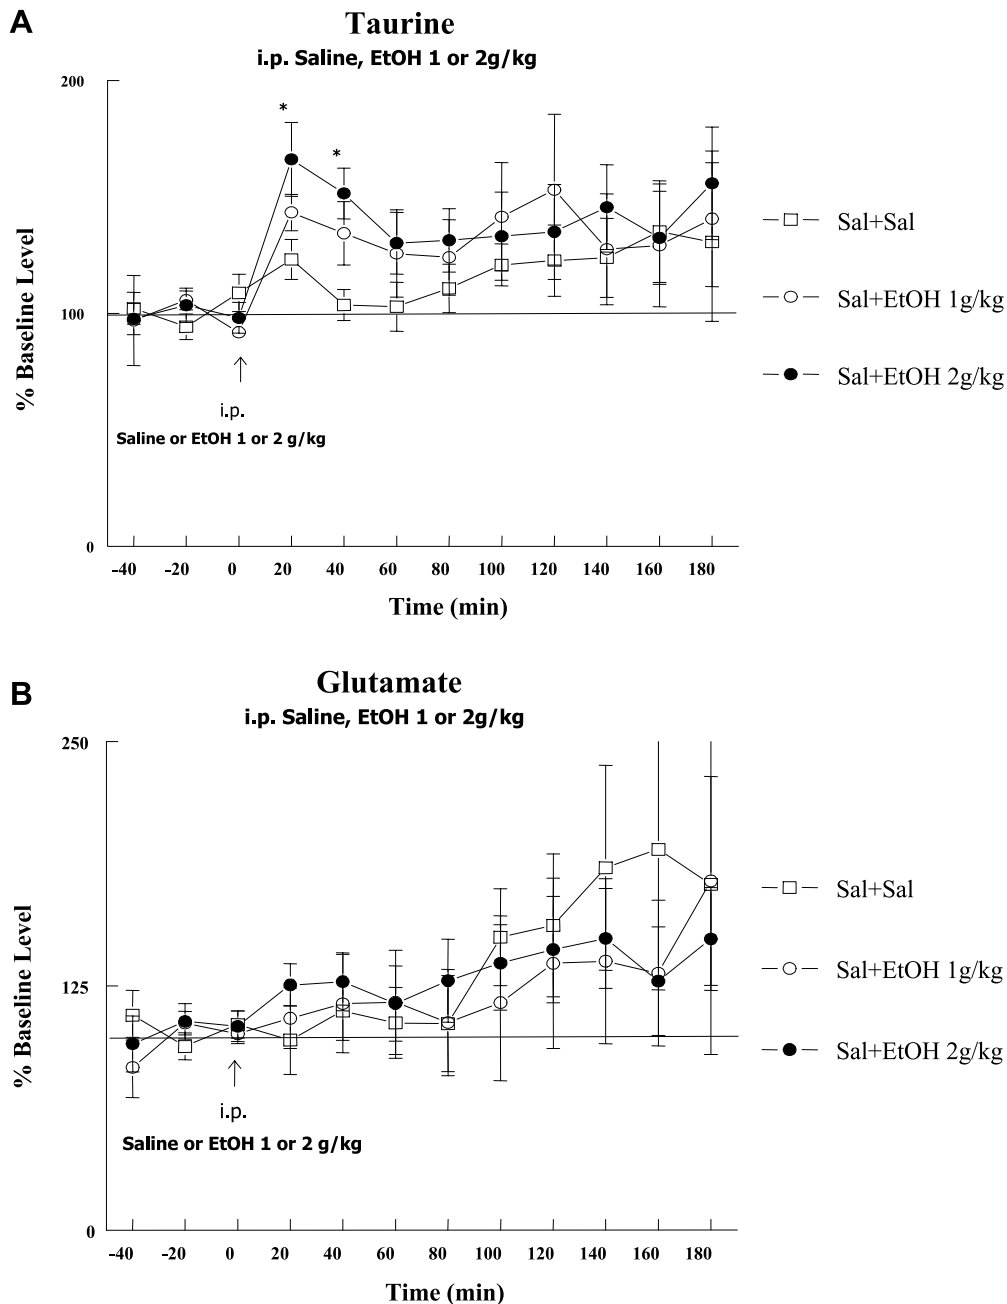 A
Taurine
i.p. Saline, EtOH 1 or 2g/kg
200
*
*
100
0
% Baseline Level
i.p.
Saline or EtOH 1 or 2 g/kg
-40 -20 0 20 40 60 80 100 120 140 160 180
Time (min)
Sal+Sal
Sal+EtOH 1g/kg
Sal+EtOH 2g/kg
B
Glutamate
i.p. Saline, EtOH 1 or 2g/kg
250
125
0
% Baseline Level
i.p.
Saline or EtOH 1 or 2 g/kg
-40 -20 0 20 40 60 80 100 120 140 160 180
Time (min)
Sal+Sal
Sal+EtOH 1g/kg
Sal+EtOH 2g/kg